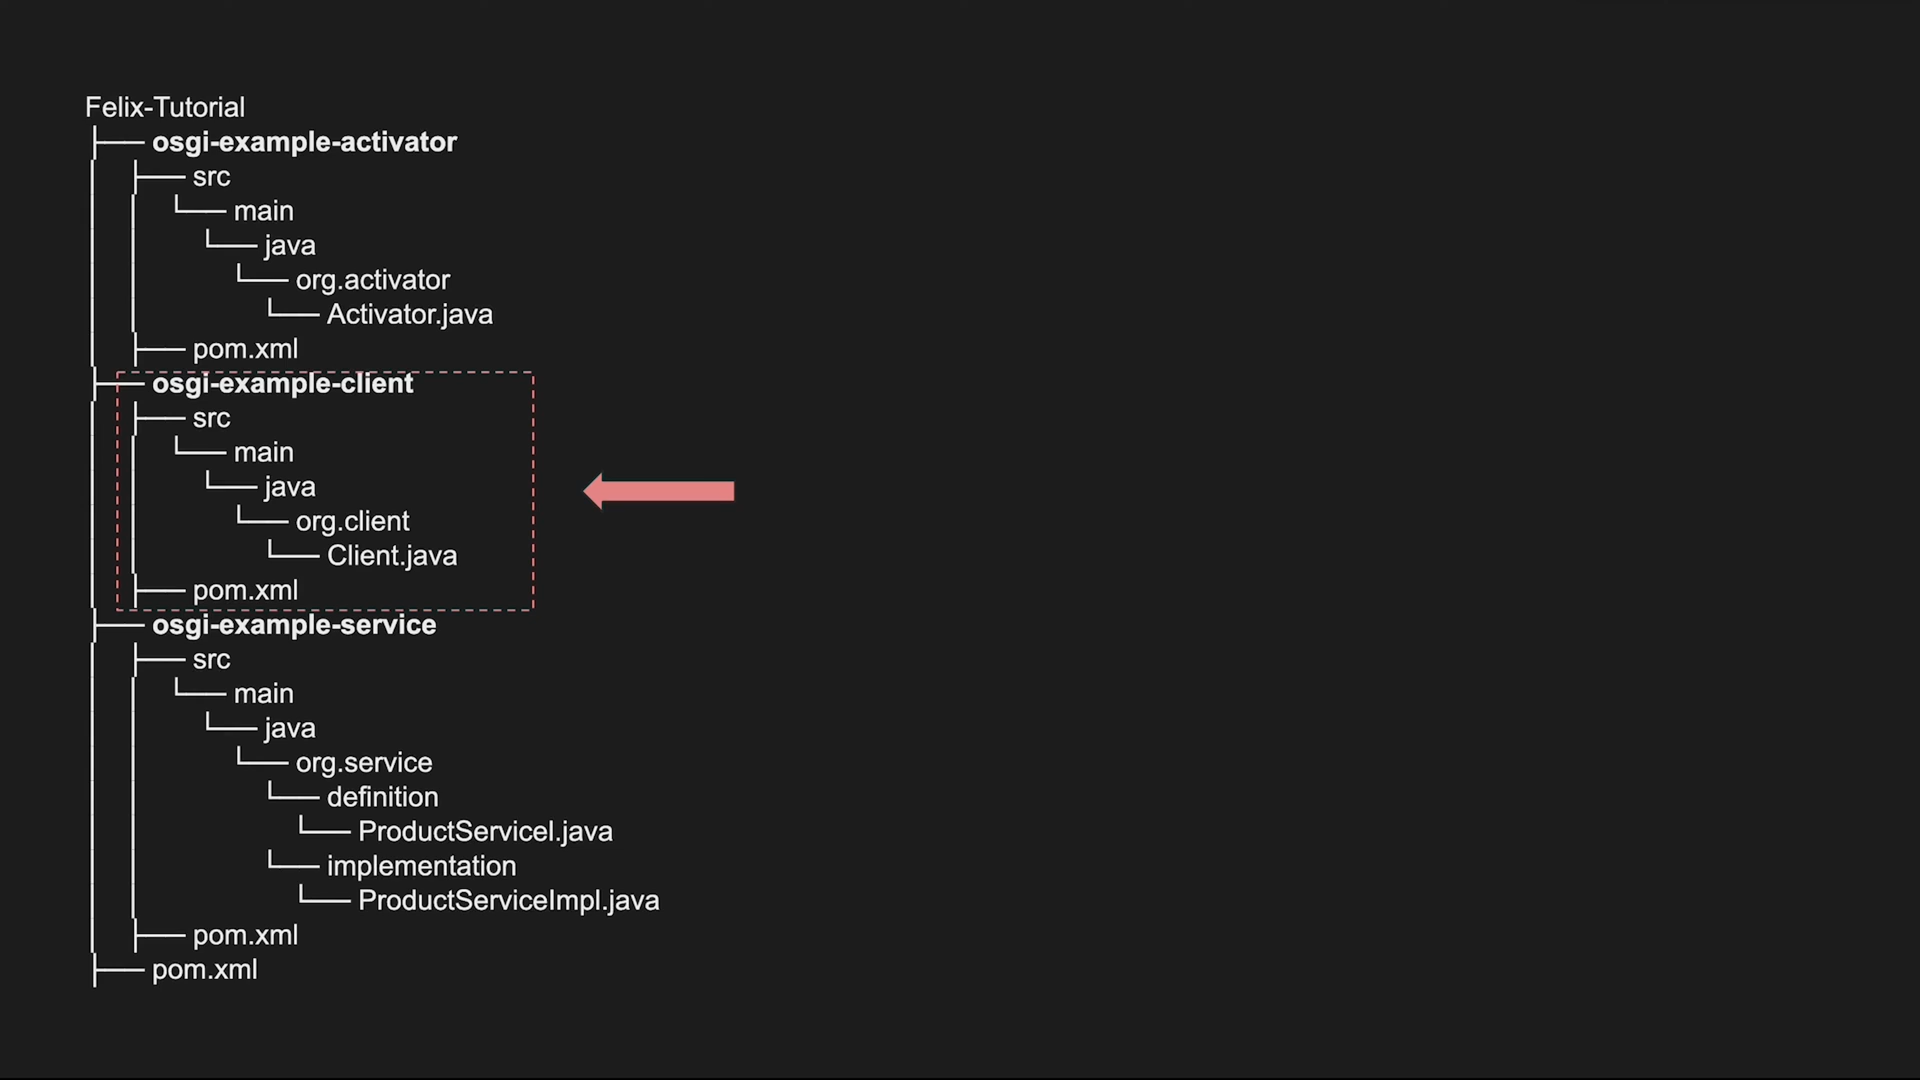 Felix-Tutorial
osgi-example-activator
src
main
java
org.activator
Activator.java
pom.xml
osgi-example-client
src
main
java
org.client
Client.java
pom.xml
osgi-example-service
src
main
java
org.service
definition
ProductServiceI.java
implementation
ProductServiceImpl.java
pom.xml
pom.xml